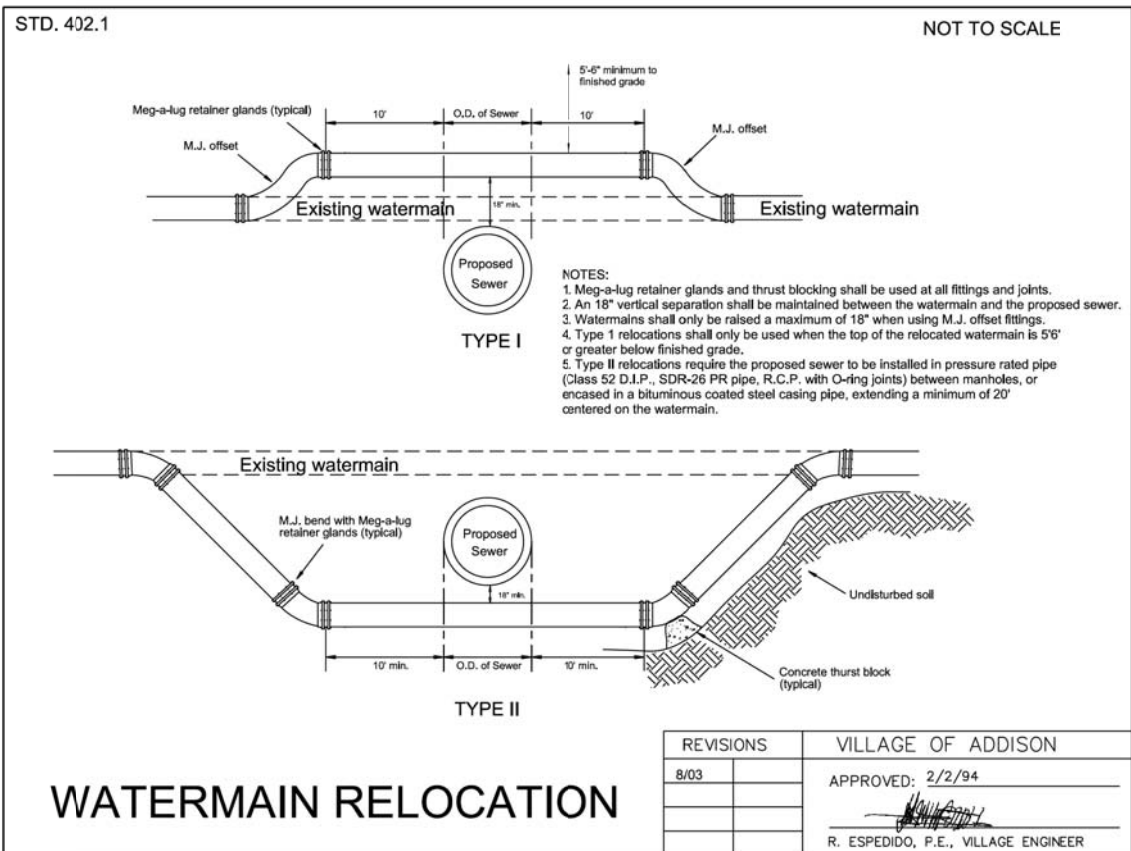 STD. 402.1
NOT TO SCALE
5'-6" minimum to
finished grade
Meg-a-lug retainer glands (typical)
10'
O.D. of Sewer
10'
M.J. offset
M.J. offset
Existing watermain
18" min.
Existing watermain
Proposed
Sewer
TYPE I
NOTES:
1. Meg-a-lug retainer glands and thrust blocking shall be used at all fittings and joints.
2. An 18" vertical separation shall be maintained between the watermain and the proposed sewer.
3. Watermains shall only be raised a maximum of 18" when using M.J. offset fittings.
4. Type 1 relocations shall only be used when the top of the relocated watermain is 5'6'
or greater below finished grade.
5. Type II relocations require the proposed sewer to be installed in pressure rated pipe
(Class 52 D.I.P., SDR-26 PR pipe, R.C.P. with O-ring joints) between manholes, or
encased in a bituminous coated steel casing pipe, extending a minimum of 20'
centered on the watermain.
Existing watermain
M.J. bend with Meg-a-lug
retainer glands (typical)
Proposed
Sewer
18" min.
Undisturbed soil
10' min.
O.D. of Sewer
10' min.
Concrete thurst block
(typical)
TYPE II
WATERMAIN RELOCATION
REVISIONS
8/03
VILLAGE OF ADDISON
APPROVED: 2/2/94
R. ESPEDIDO, P.E., VILLAGE ENGINEER